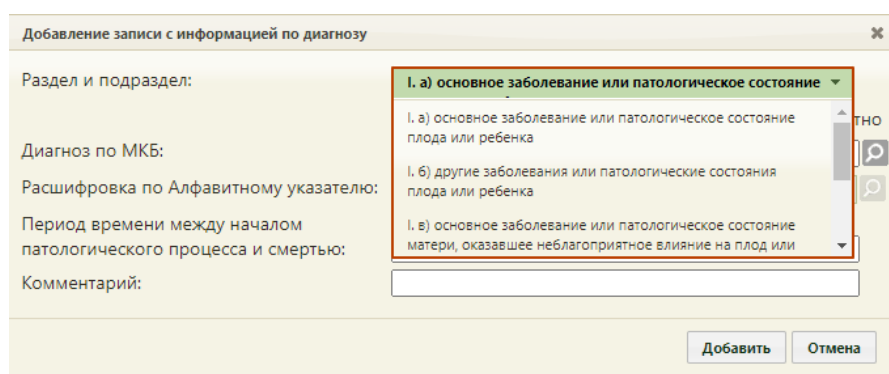 Добавление записи с информацией по диагнозу
Раздел и подраздел:
I. а) основное заболевание или патологическое состояние
I. а) основное заболевание или патологическое состояние
плода или ребенка
тно
Диагноз по МКБ:
I. б) другие заболевания или патологические состояния
плода или ребенка
Расшифровка по Алфавитному указателю:
Период времени между началом
патологического процесса и смертью:
I. в) основное заболевание или патологическое состояние
матери, оказавшее неблагоприятное влияние на плод или
Комментарий:
Добавить
Отмена